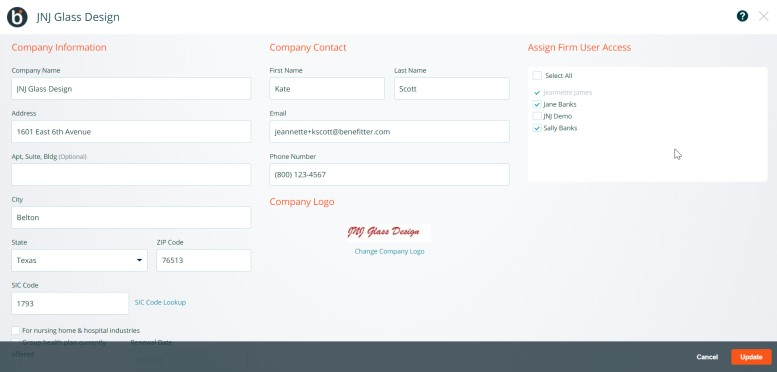 b JNJ Glass Design
?
Company Information
Company Name
JNJ Glass Design
Address
1601 East 6th Avenue
Apt, Suite, Bldg (Optional)
City
Belton
State
ZIP Code
Texas
76513
SIC Code
1793
SIC Code Lookup
For nursing home & hospital industries
Group health plan currently
offered
Renewal Date
Company Contact
First Name
Last Name
Kate
Scott
Email
jeannette+kscott@benefitter.com
Phone Number
(800) 123-4567
Company Logo
JNJ Glass Design
Change Company Logo
Assign Firm User Access
Select All
Jeannette James
Jane Banks
JNJ Demo
Sally Banks
Cancel
Update